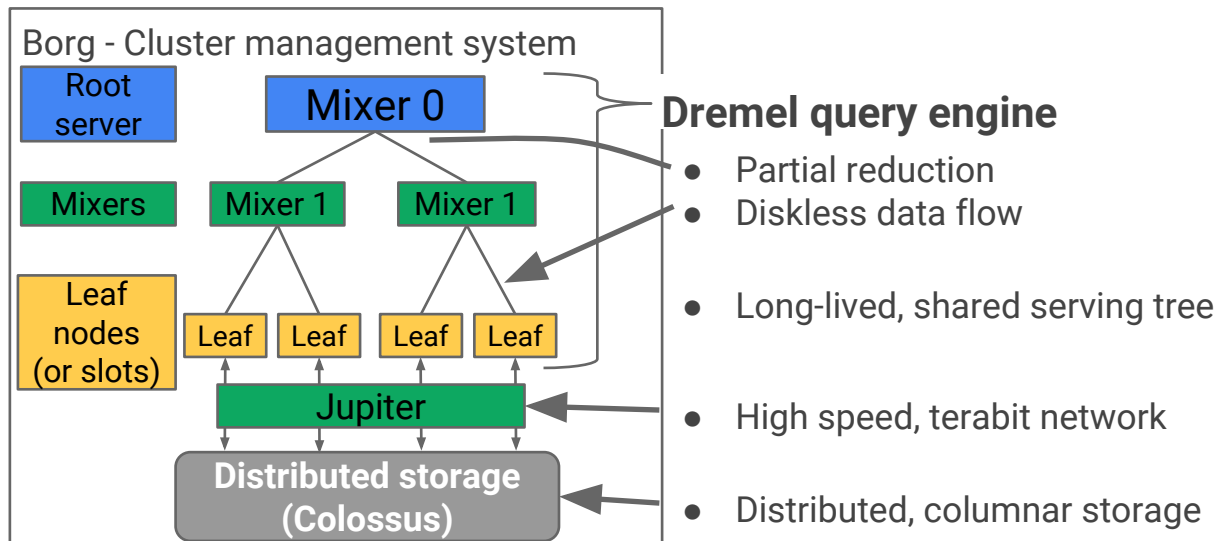 Borg - Cluster management system
Root
server
Mixer 0
Dremel query engine
● Partial reduction
Mixers
Mixer 1
Mixer 1
● Diskless data flow
Leaf
nodes
(or slots)
Leaf
Leaf
Leaf
Leaf
● Long-lived, shared serving tree
Jupiter
● High speed, terabit network
Distributed storage
(Colossus)
● Distributed, columnar storage